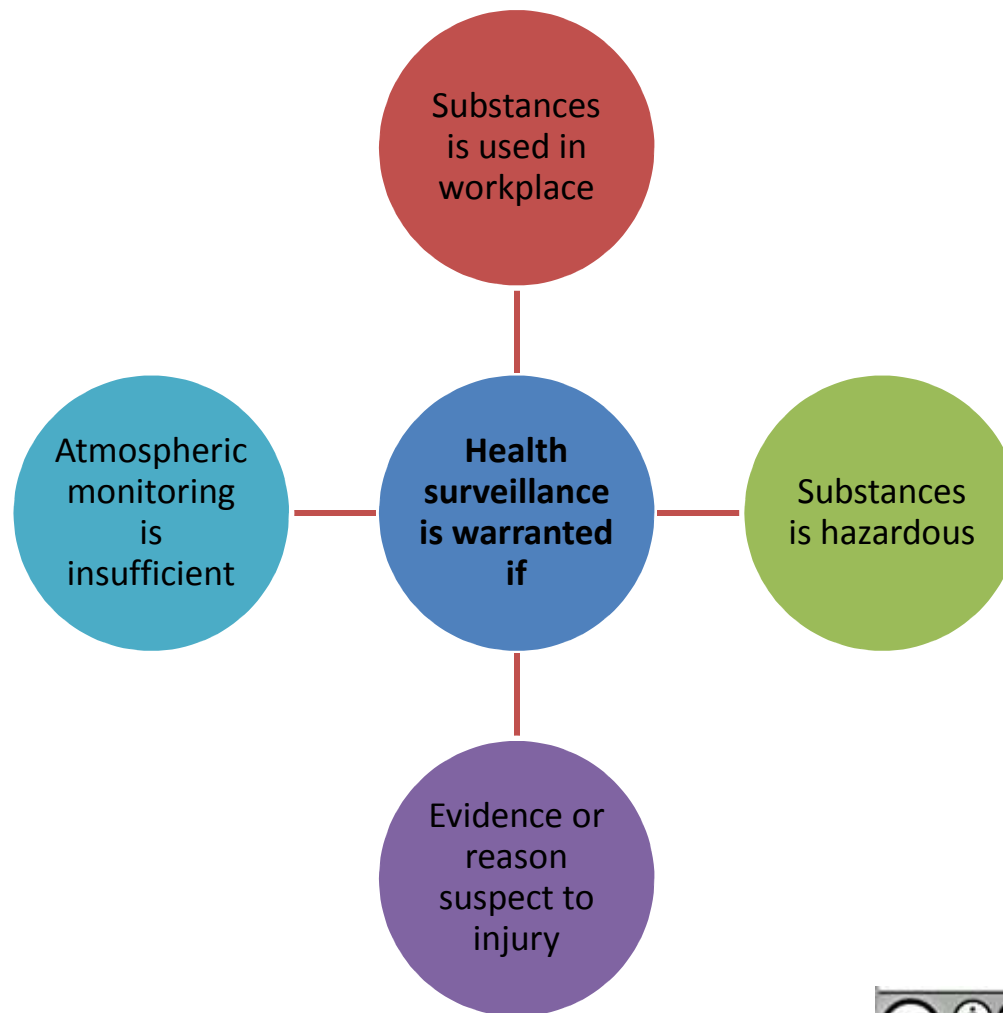 Substances
is used in
workplace
Atmospheric
monitoring
is
insufficient
Health
surveillance
is warranted
if
Substances
is hazardous
Evidence or
reason
suspect to
injury